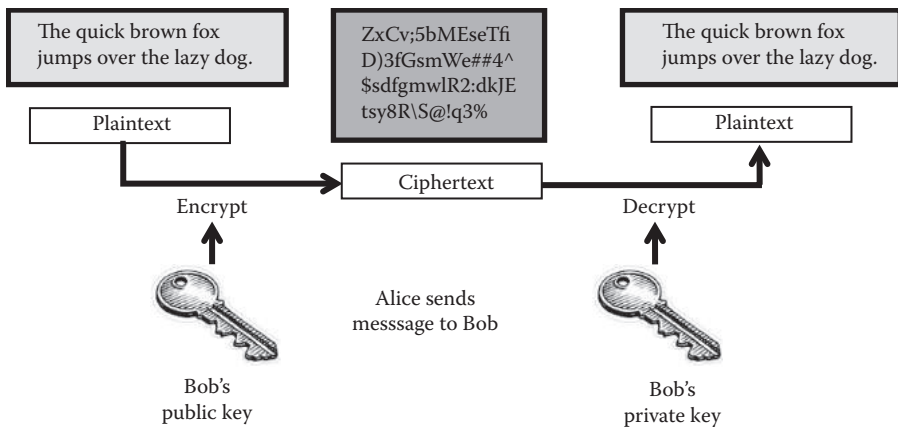 The quick brown fox
jumps over the lazy dog.
ZxCv;5bMEseTfi
D)3fGsmWe##4^
$sdfgmwlR2:dkJE
tsy8R\S@!q3%
The quick brown fox
jumps over the lazy dog.
Plaintext
Plaintext
Ciphertext
Encrypt
Decrypt
Alice sends
messsage to Bob
Bob's
public key
Bob's
private key